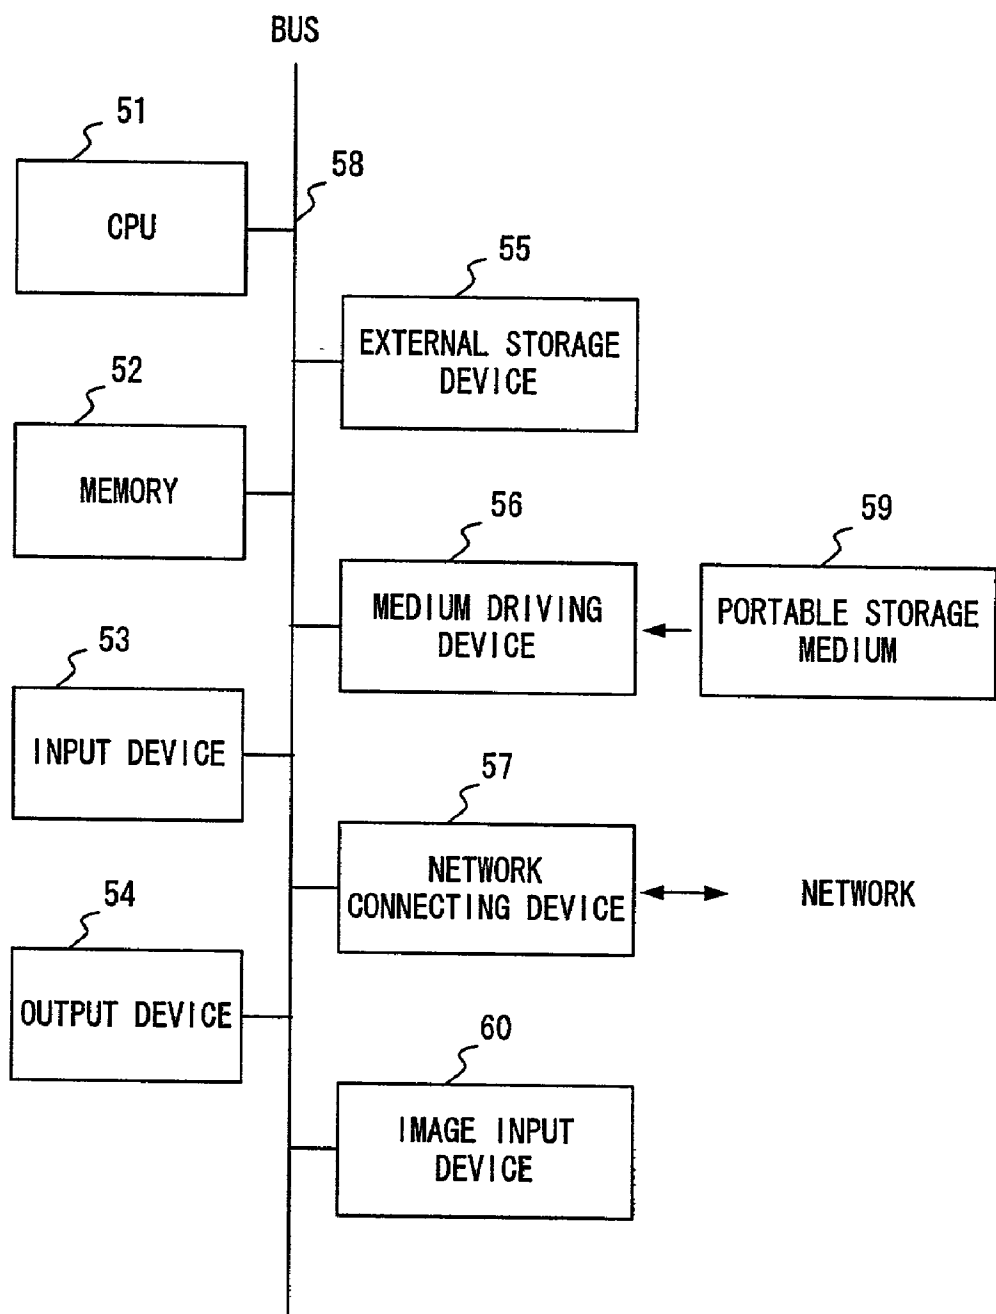 BUS
51
CPU
58
55
EXTERNAL STORAGE
DEVICE
52
MEMORY
56
MEDIUM DRIVING
DEVICE
59
PORTABLE STORAGE
MEDIUM
53
INPUT DEVICE
57
NETWORK
CONNECTING DEVICE
NETWORK
54
OUTPUT DEVICE
60
IMAGE INPUT
DEVICE